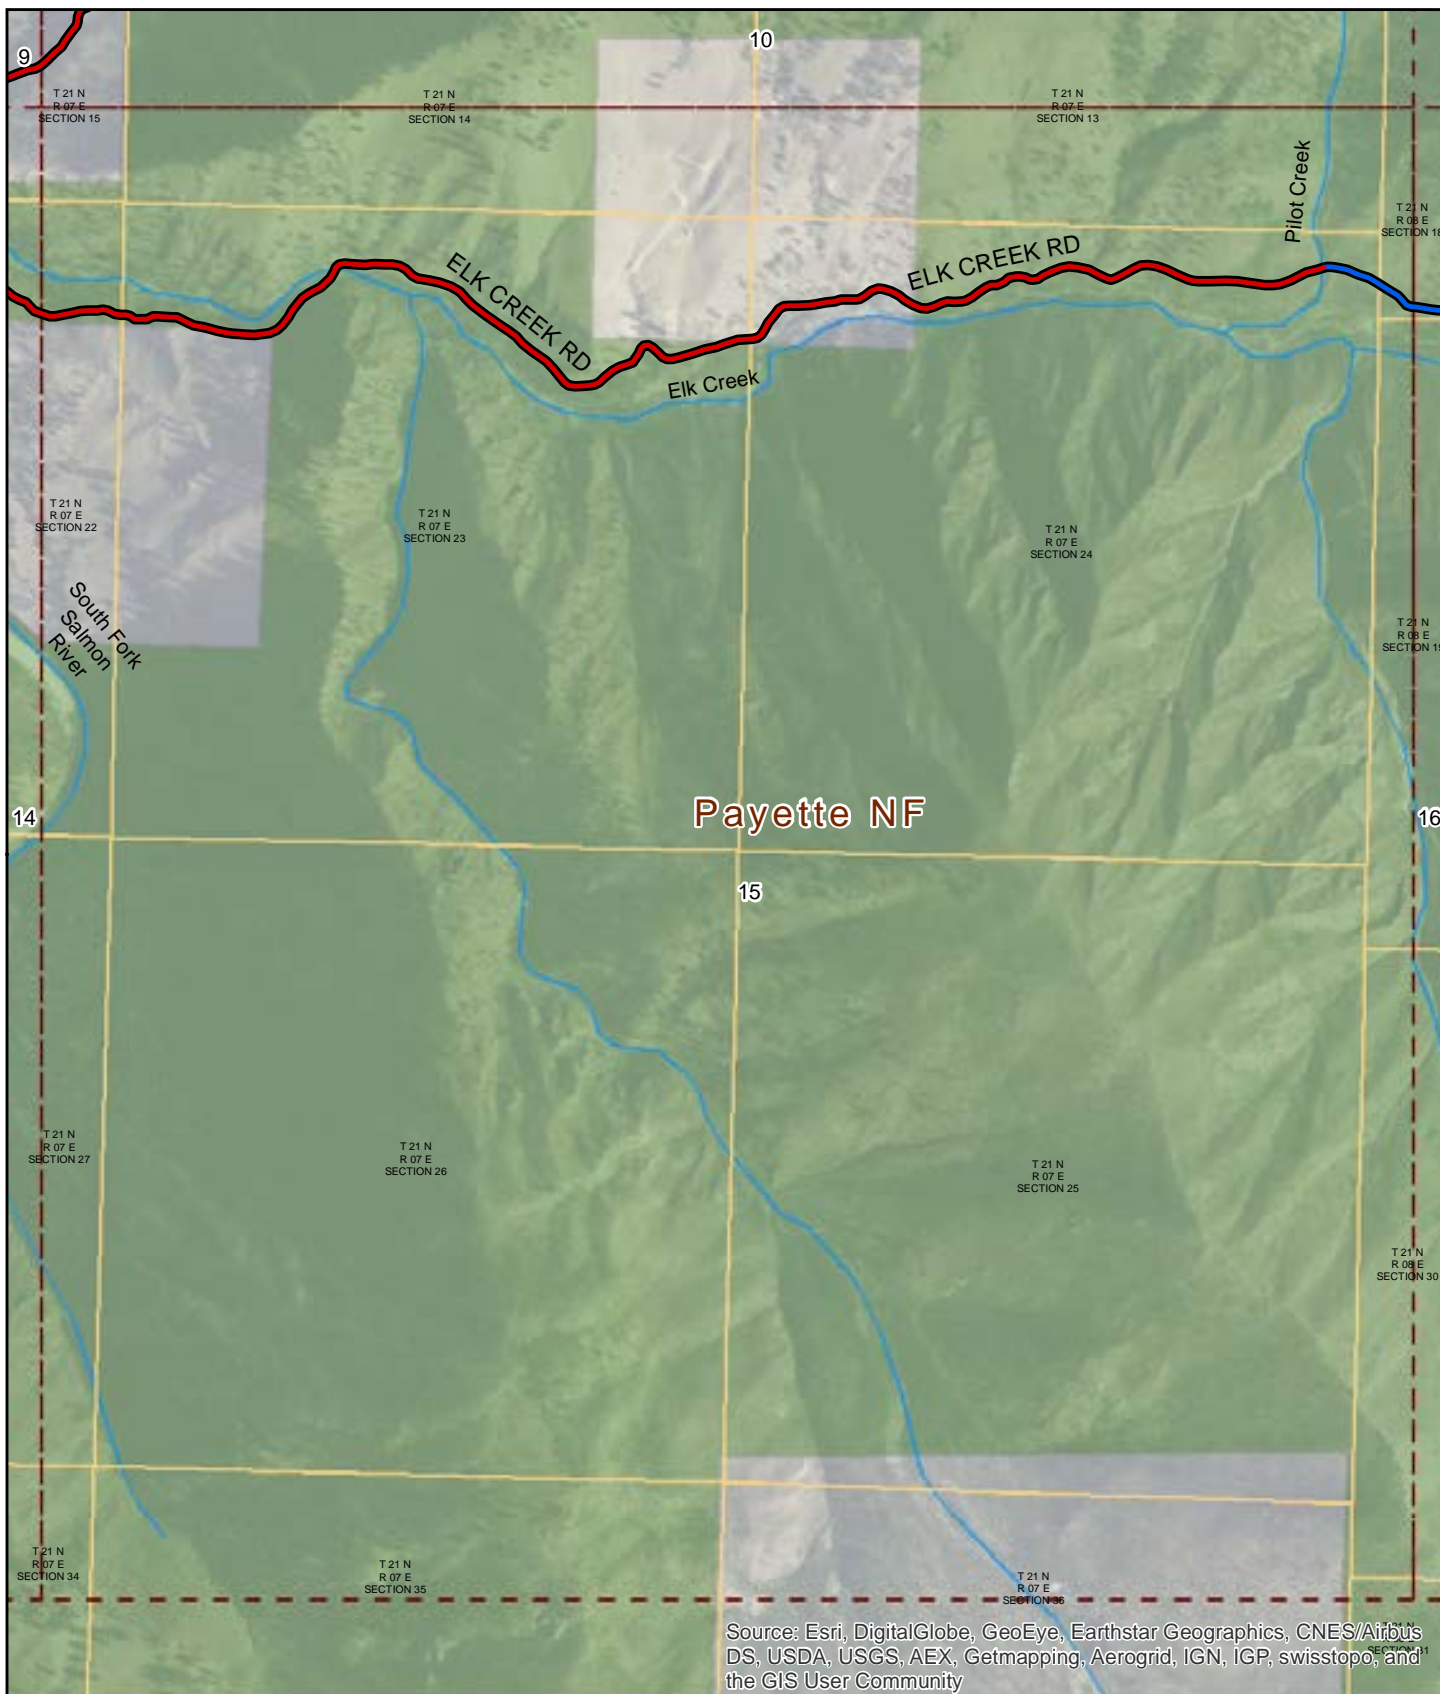 9
10
T 21 N
R 07 E
SECTION 15
T 21 N
R 07 E
SECTION 14
T 21 N
R 07 E
SECTION 13
Pilot Creek
T 21 N
R 08 E
SECTION 18
ELK CREEK RD
ELK CREEK RD
Elk Creek
T 21 N
R 07 E
SECTION 22
T 21 N
R 07 E
SECTION 23
T 21 N
R 07 E
SECTION 24
South Fork
Salmon
River
T 21 N
R 08 E
SECTION 19
Payette NF
14
16
15
T 21 N
R 07 E
SECTION 27
T 21 N
R 07 E
SECTION 26
T 21 N
R 07 E
SECTION 25
T 21 N
R 08 E
SECTION 30
T 21 N
R 07 E
SECTION 34
T 21 N
R 07 E
SECTION 35
T 21 N
R 07 E
SECTION 36
Source: Esri, DigitalGlobe, GeoEye, Earthstar Geographics, CNES/Airbus
DS, USDA, USGS, AEX, Getmapping, Aerogrid, IGN, IGP, swisstopo, and
the GIS User Community